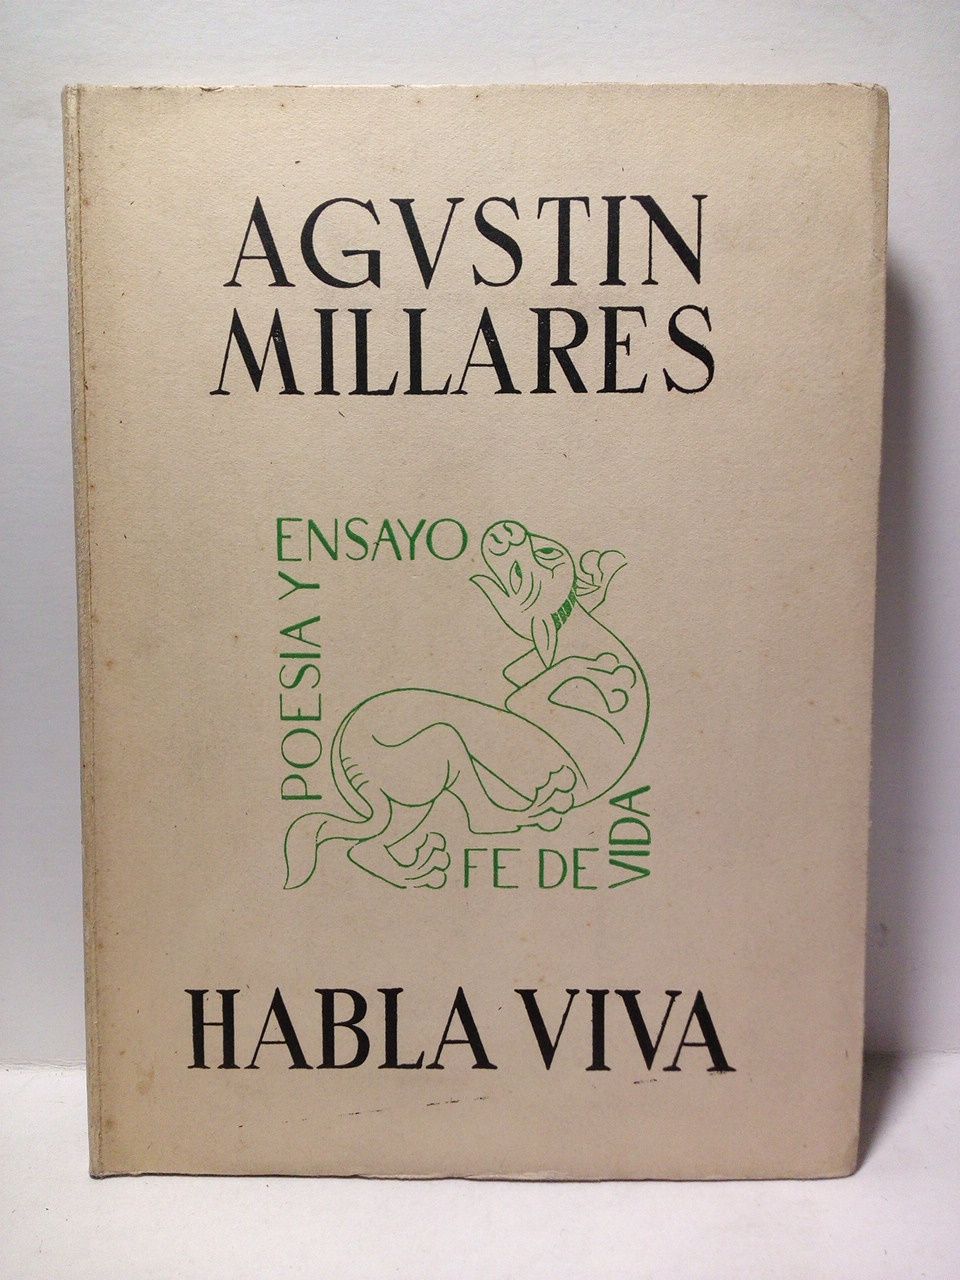 AGVSTIN
MILLARES
POESIA Y
ENSAYO
FE DE
VIDA
HABLA VIVA